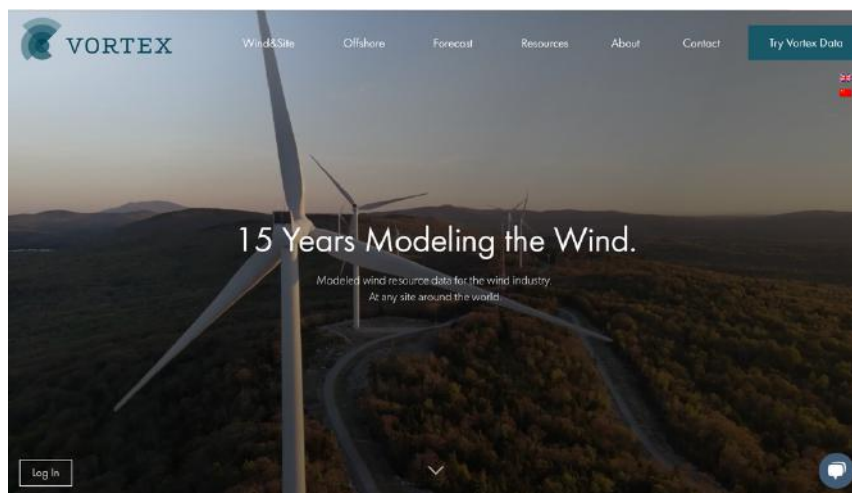 VORTEX
Wind&Site
Offshore
Forecast
Resources
About
Contact
Try Vortex Data
15 Years Modeling the Wind.
Modeled wind resource data for the wind industry.
At any site around the world.
Log In